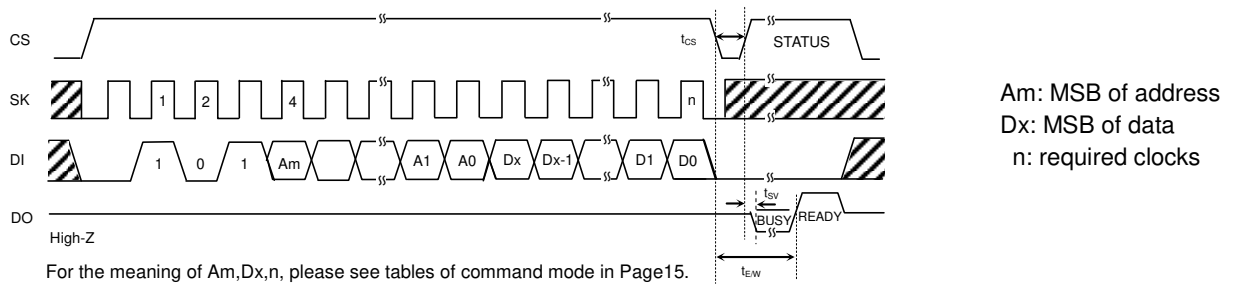 CS
tCS
STATUS
SK
1 2 4 n
DI
1 0 1 Am A1 A0 Dx Dx-1 D1 D0
tSV
DO
BUSY READY
High-Z
tE/W
For the meaning of Am,Dx,n, please see tables of command mode in Page15.
Am: MSB of address
Dx: MSB of data
n: required clocks